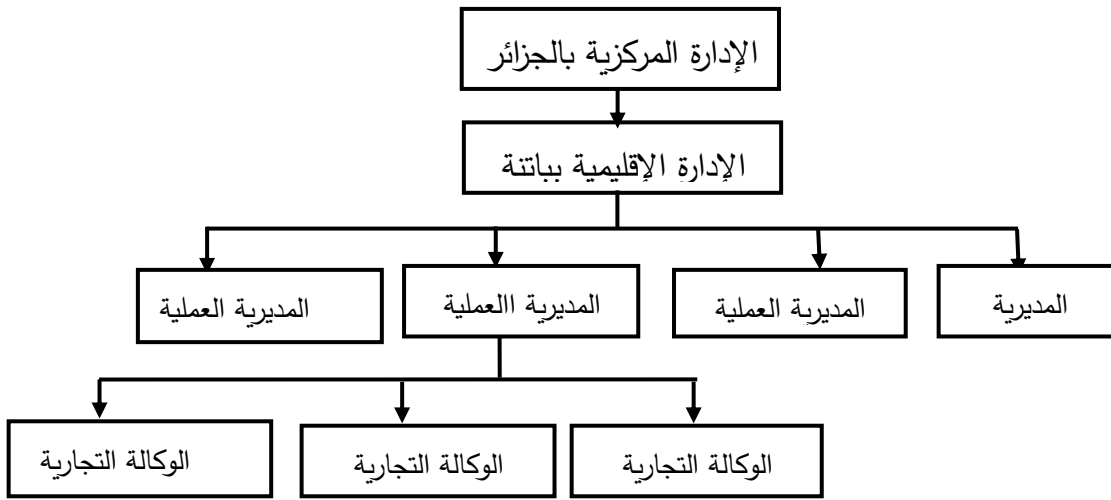 الإدارة المركزية بالجزائر
الإدارة الإقليمية بباتنة
المديرية
المديرية العملية
المديرية االعملية
المديرية العملية
الوكالة التجارية
الوكالة التجارية
الوكالة التجارية